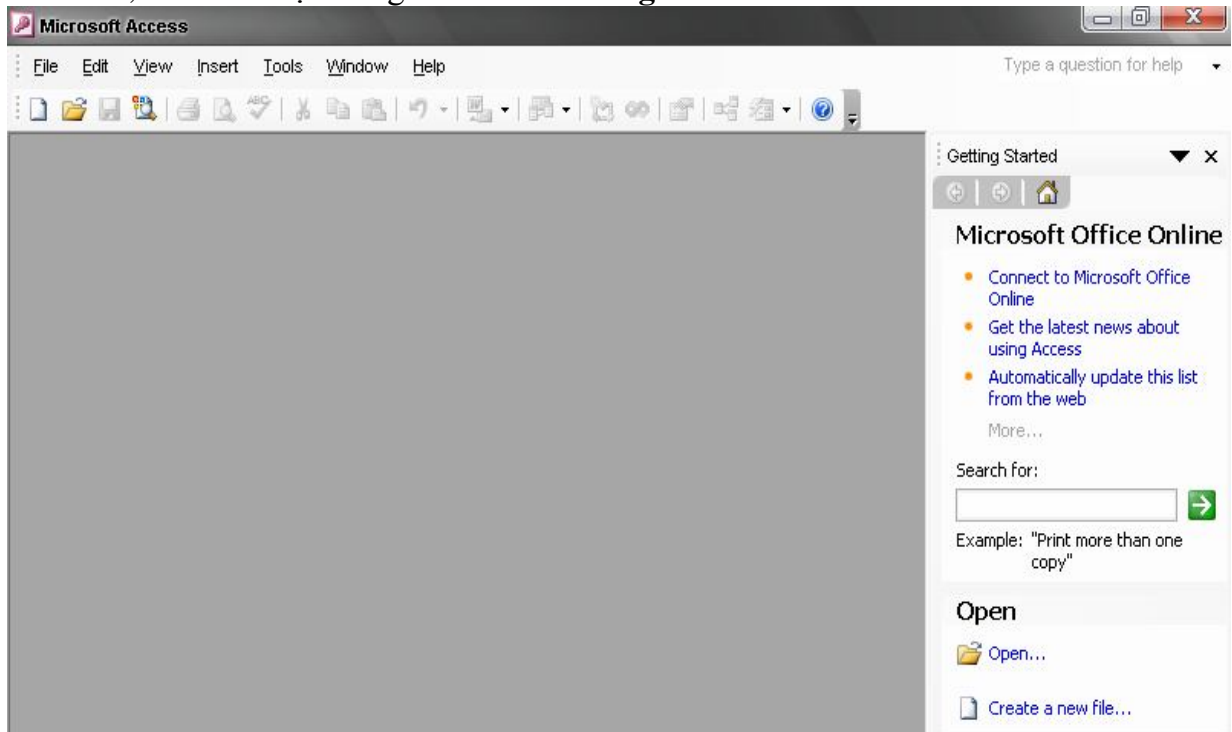 Microsoft Access
File Edit View Insert Tools Window Help
Type a question for help
Getting Started
Microsoft Office Online
Connect to Microsoft Office
Online
Get the latest news about
using Access
Automatically update this list
from the web
More...
Search for:
Example: "Print more than one
copy"
Open
Open...
Create a new file...